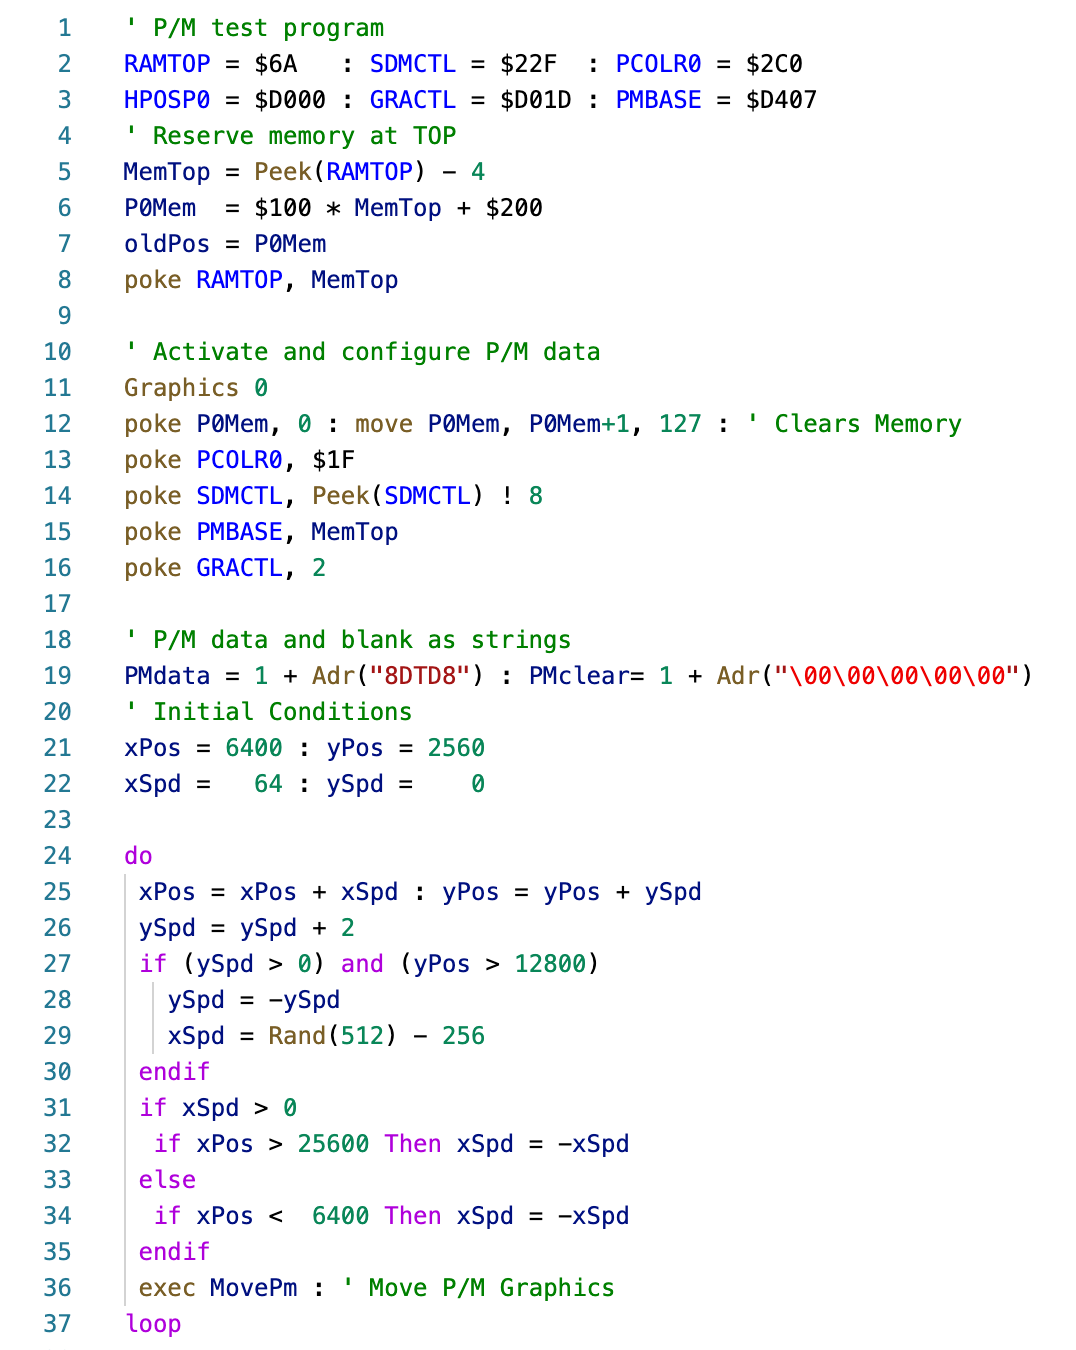 1 ' P/M test program
2 RAMTOP = $6A   : SDMCTL = $22F  : PCOLR0 = $2C0
3 HPOSP0 = $D000 : GRACTL = $D01D : PMBASE = $D407
4 ' Reserve memory at TOP
5 MemTop = Peek(RAMTOP) - 4
6 P0Mem  = $100 * MemTop + $200
7 oldPos = P0Mem
8 poke RAMTOP, MemTop
9
10 ' Activate and configure P/M data
11 Graphics 0
12 poke P0Mem, 0 : move P0Mem, P0Mem+1, 127 : ' Clears Memory
13 poke PCOLR0, $1F
14 poke SDMCTL, Peek(SDMCTL) ! 8
15 poke PMBASE, MemTop
16 poke GRACTL, 2
17
18 ' P/M data and blank as strings
19 PMdata = 1 + Adr("8DTD8") : PMclear= 1 + Adr("\00\00\00\00\00")
20 ' Initial Conditions
21 xPos = 6400 : yPos = 2560
22 xSpd =   64 : ySpd =    0
23
24 do
25  xPos = xPos + xSpd : yPos = yPos + ySpd
26  ySpd = ySpd + 2
27  if (ySpd > 0) and (yPos > 12800)
28    ySpd = -ySpd
29    xSpd = Rand(512) - 256
30  endif
31  if xSpd > 0
32   if xPos > 25600 Then xSpd = -xSpd
33  else
34   if xPos <  6400 Then xSpd = -xSpd
35  endif
36  exec MovePm : ' Move P/M Graphics
37 loop